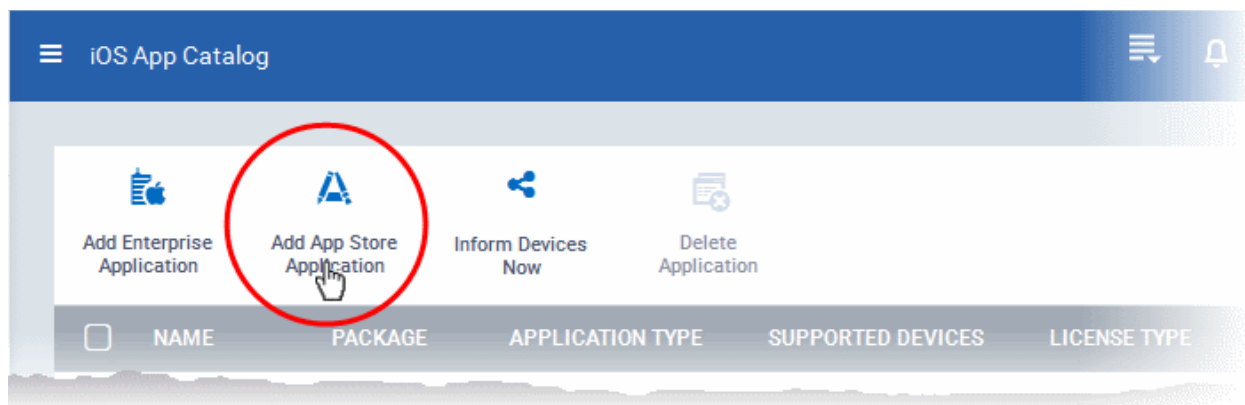 iOS App Catalog
Add Enterprise Application
Add App Store Application
Inform Devices Now
Delete Application
NAME PACKAGE APPLICATION TYPE SUPPORTED DEVICES LICENSE TYPE